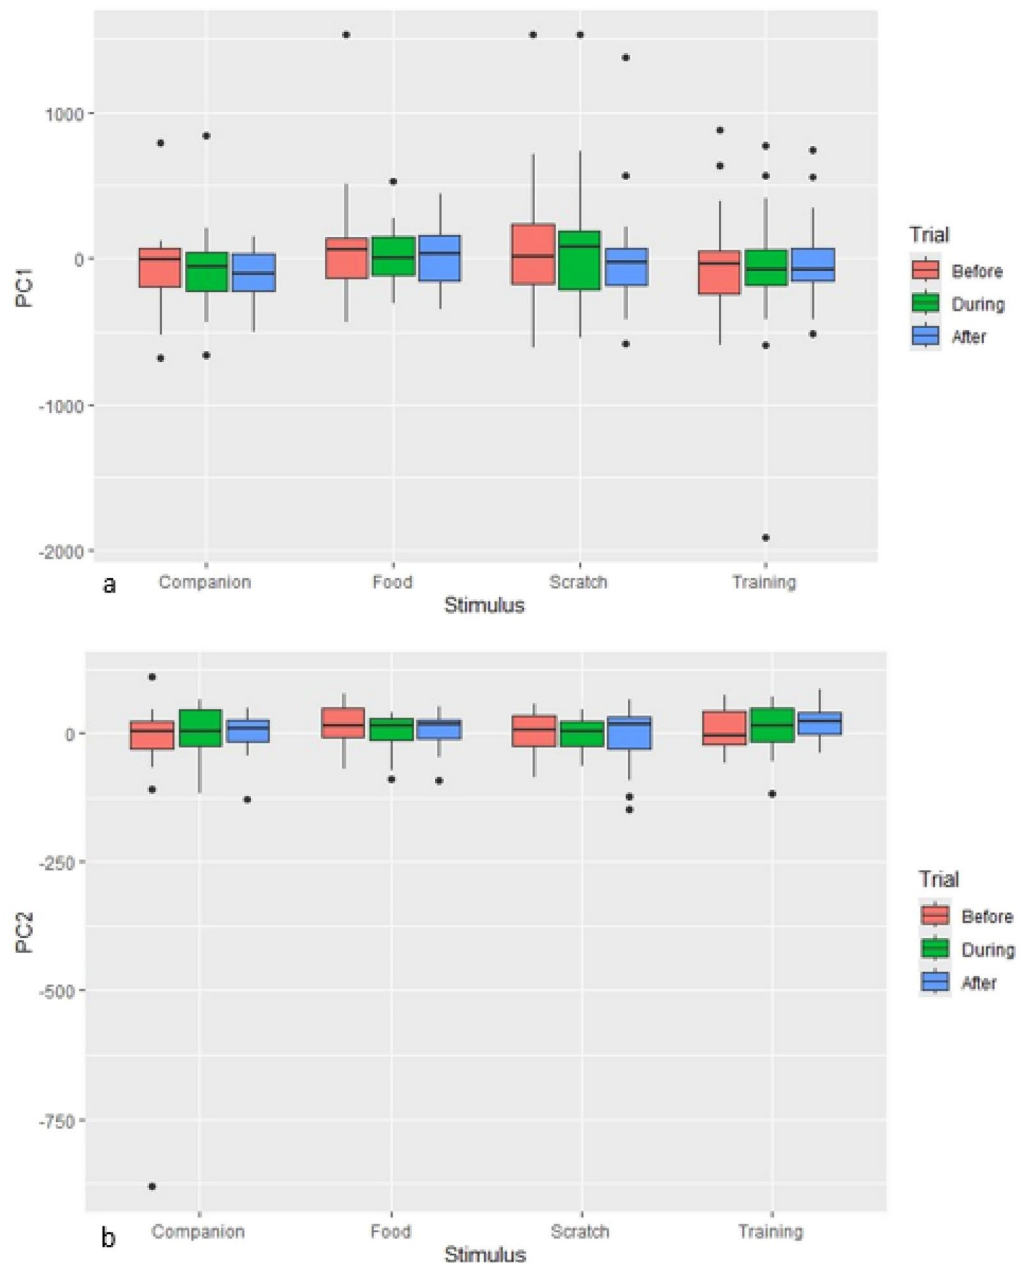 PC1
1000
0
-1000
-2000
a
Companion
Food
Scratch
Training
Stimulus
Trial
Before
During
After
PC2
0
-250
-500
-750
b
Companion
Food
Scratch
Training
Stimulus
Trial
Before
During
After